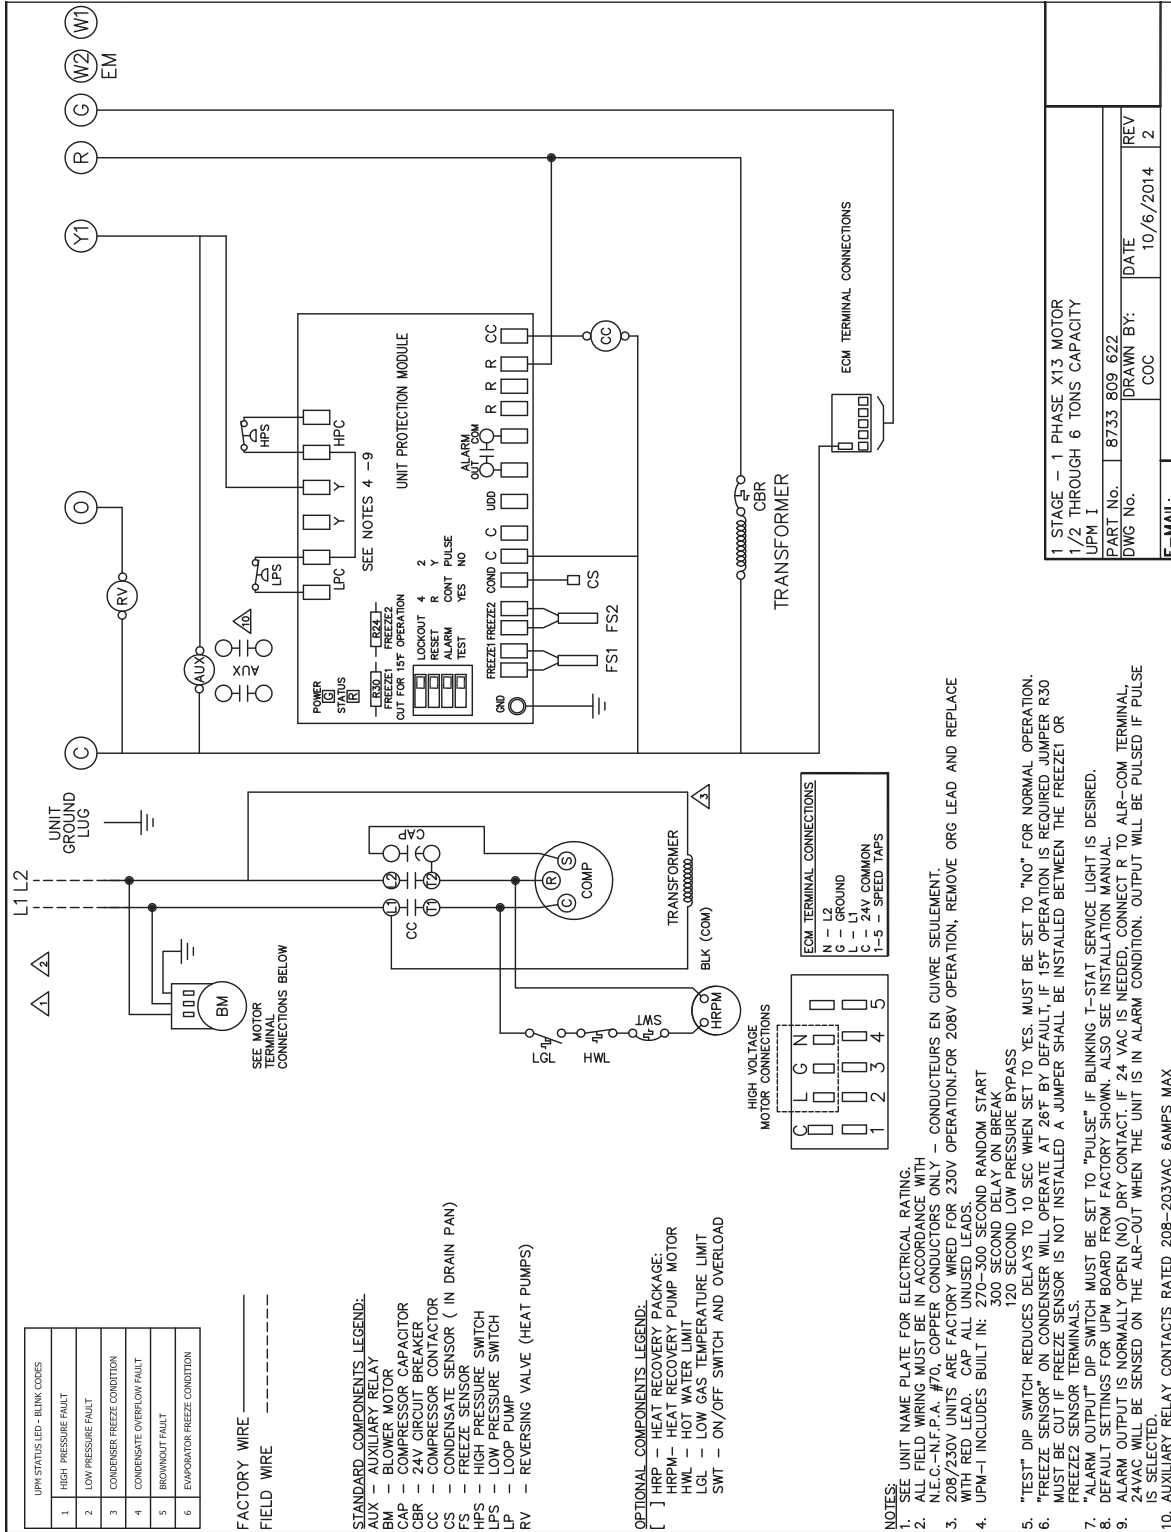 UPM STATUS LED - BLINK CODES
1 HIGH PRESSURE FAULT
2 LOW PRESSURE FAULT
3 CONDENSER FREEZE CONDITION
4 CONDENSATE OVERFLOW FAULT
5 BROWNOUT FAULT
6 EVAPORATOR FREEZE CONDITION
FACTORY WIRE
FIELD WIRE
STANDARD COMPONENTS LEGEND:
AUX - AUXILIARY RELAY
BM - BLOWER MOTOR
CAP - COMPRESSOR CAPACITOR
CBR - 24V CIRCUIT BREAKER
CC - COMPRESSOR CONTACTOR
CS - CONDENSATE SENSOR ( IN DRAIN PAN)
FS - FREEZE SENSOR
HPS - HIGH PRESSURE SWITCH
LPS - LOW PRESSURE SWITCH
LP - LOOP PUMP
RV - REVERSING VALVE (HEAT PUMPS)
OPTIONAL COMPONENTS LEGEND:
[ ] HRP - HEAT RECOVERY PACKAGE:
HRPM- HEAT RECOVERY PUMP MOTOR
HWL - HOT WATER LIMIT
LGL - LOW GAS TEMPERATURE LIMIT
SWT - ON/OFF SWITCH AND OVERLOAD
1 2
L1 L2
UNIT
GROUND
LUG
BM
SEE MOTOR
TERMINAL
CONNECTIONS BELOW
CC
L1 L2
T1 T2
CAP
C R S
COMP
LGL
HWL
SWT
HRPM
TRANSFORMER
3
BLK (COM)
HIGH VOLTAGE
MOTOR CONNECTIONS
C L G N
1 2 3 4 5
ECM TERMINAL CONNECTIONS
N - L2
G - GROUND
L - L1
C - 24V COMMON
1-5 - SPEED TAPS
C O Y1 R G W2 W1
EM
RV
AUX
AUX
10
LPS
HPS
LPC Y Y HPC
SEE NOTES 4 -9
UNIT PROTECTION MODULE
POWER
G
STATUS
R
R30 R24
FREEZE1 FREEZE2
CUT FOR 15°F OPERATION
LOCKOUT 4 2
RESET R Y
ALARM CONT PULSE
TEST YES NO
GND FREEZE1 FREEZE2 COND C C UDD
ALARM
OUT COM
R R R CC
FS1
FS2
CS
CC
CBR
TRANSFORMER
ECM TERMINAL CONNECTIONS
NOTES:
1. SEE UNIT NAME PLATE FOR ELECTRICAL RATING.
2. ALL FIELD WIRING MUST BE IN ACCORDANCE WITH
N.E.C.-N.F.P.A. #70, COPPER CONDUCTORS ONLY - CONDUCTEURS EN CUIVRE SEULEMENT.
3. 208/230V UNITS ARE FACTORY WIRED FOR 230V OPERATION.FOR 208V OPERATION, REMOVE ORG LEAD AND REPLACE
WITH RED LEAD. CAP ALL UNUSED LEADS.
4. UPM-I INCLUDES BUILT IN: 270-300 SECOND RANDOM START
300 SECOND DELAY ON BREAK
120 SECOND LOW PRESSURE BYPASS
5. "TEST" DIP SWITCH REDUCES DELAYS TO 10 SEC WHEN SET TO YES. MUST BE SET TO "NO" FOR NORMAL OPERATION.
6. "FREEZE SENSOR" ON CONDENSER WILL OPERATE AT 26°F BY DEFAULT, IF 15°F OPERATION IS REQUIRED JUMPER R30
MUST BE CUT IF FREEZE SENSOR IS NOT INSTALLED A JUMPER SHALL BE INSTALLED BETWEEN THE FREEZE1 OR
FREEZE2 SENSOR TERMINALS.
7. "ALARM OUTPUT" DIP SWITCH MUST BE SET TO "PULSE" IF BLINKING T-STAT SERVICE LIGHT IS DESIRED.
8. DEFAULT SETTINGS FOR UPM BOARD FROM FACTORY SHOWN. ALSO SEE INSTALLATION MANUAL.
9. ALARM OUTPUT IS NORMALLY OPEN (NO) DRY CONTACT. IF 24 VAC IS NEEDED, CONNECT R TO ALR-COM TERMINAL,
24VAC WILL BE SENSED ON THE ALR-OUT WHEN THE UNIT IS IN ALARM CONDITION. OUTPUT WILL BE PULSED IF PULSE
IS SELECTED.
10. AUXILIARY RELAY CONTACTS RATED 208-203VAC 6AMPS MAX
1 STAGE - 1 PHASE X13 MOTOR
1/2 THROUGH 6 TONS CAPACITY
UPM I
PART No. 8733 809 622
DWG No. DRAWN BY: DATE REV
COC 10/6/2014 2
E-MAIL: